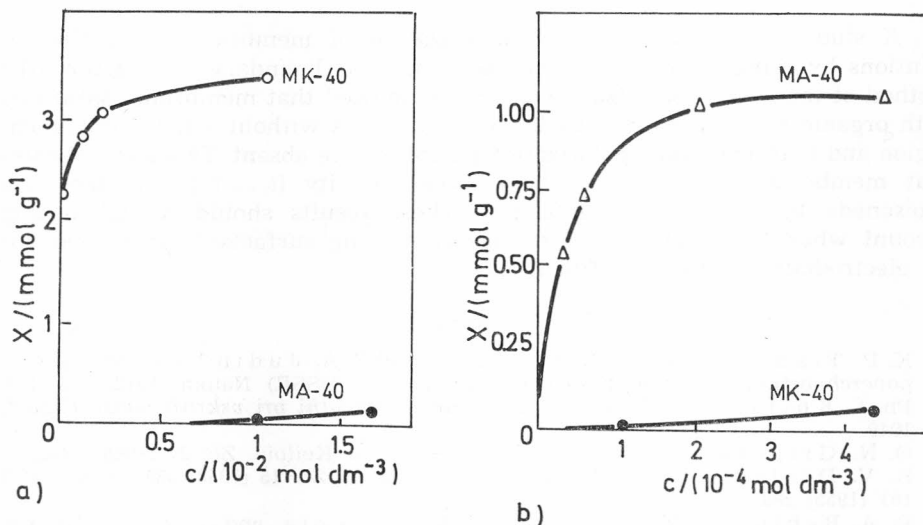 MK-40
3
2
1
0
X/(mmol g⁻¹)
MA-40
0.5
1
1.5
c/(10⁻² mol dm⁻³)
a)
MA-40
1.00
0.75
0.50
0.25
0
X/(mmol g⁻¹)
MK-40
1
2
3
4
c/(10⁻⁴ mol dm⁻³)
b)